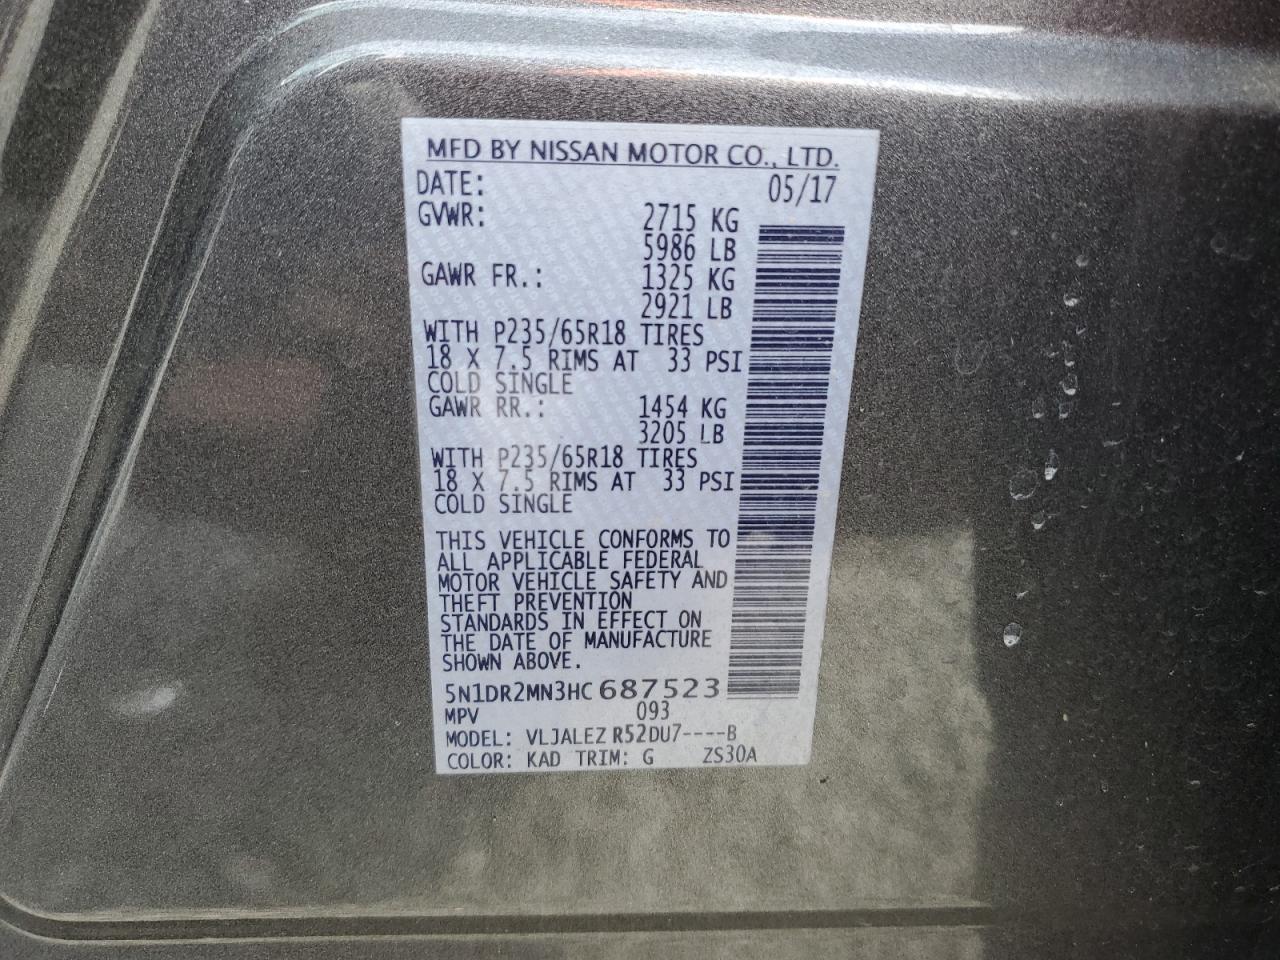 MFD BY NISSAN MOTOR CO., LTD.
DATE: 05/17
GVWR: 2715 KG
5986 LB
GAWR FR.: 1325 KG
2921 LB
WITH P235/65R18 TIRES
18 X 7.5 RIMS AT 33 PSI
COLD SINGLE
GAWR RR.: 1454 KG
3205 LB
WITH P235/65R18 TIRES
18 X 7.5 RIMS AT 33 PSI
COLD SINGLE
THIS VEHICLE CONFORMS TO
ALL APPLICABLE FEDERAL
MOTOR VEHICLE SAFETY AND
THEFT PREVENTION
STANDARDS IN EFFECT ON
THE DATE OF MANUFACTURE
SHOWN ABOVE.
5N1DR2MN3HC687523
MPV 093
MODEL: VLJALEZ R52DU7----B
COLOR: KAD TRIM: G ZS30A